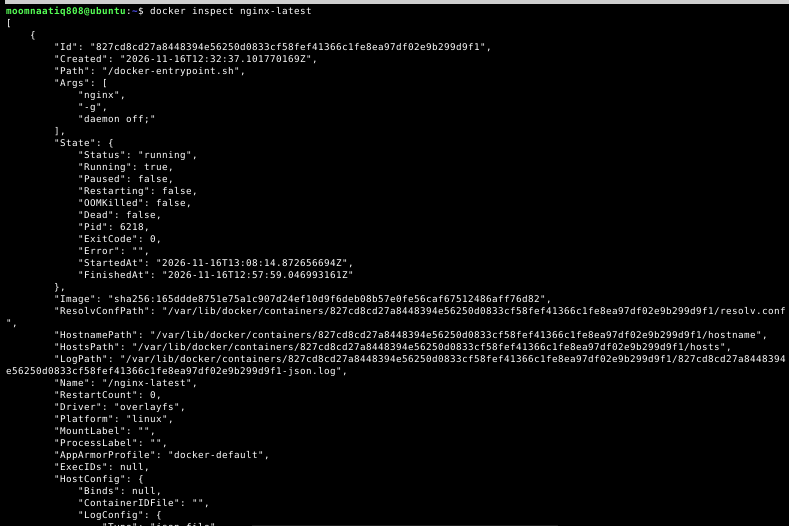 moomnaatiq808@ubuntu:~$ docker inspect nginx-latest
[
    {
        "Id": "827cd8cd27a8448394e56250d0833cf58fef41366c1fe8ea97df02e9b299d9f1",
        "Created": "2026-11-16T12:32:37.101770169Z",
        "Path": "/docker-entrypoint.sh",
        "Args": [
            "nginx",
            "-g",
            "daemon off;"
        ],
        "State": {
            "Status": "running",
            "Running": true,
            "Paused": false,
            "Restarting": false,
            "OOMKilled": false,
            "Dead": false,
            "Pid": 6218,
            "ExitCode": 0,
            "Error": "",
            "StartedAt": "2026-11-16T13:08:14.872656694Z",
            "FinishedAt": "2026-11-16T12:57:59.046993161Z"
        },
        "Image": "sha256:165ddde8751e75a1c907d24ef10d9f6deb08b57e0fe56caf67512486aff76d82",
        "ResolvConfPath": "/var/lib/docker/containers/827cd8cd27a8448394e56250d0833cf58fef41366c1fe8ea97df02e9b299d9f1/resolv.conf
",
        "HostnamePath": "/var/lib/docker/containers/827cd8cd27a8448394e56250d0833cf58fef41366c1fe8ea97df02e9b299d9f1/hostname",
        "HostsPath": "/var/lib/docker/containers/827cd8cd27a8448394e56250d0833cf58fef41366c1fe8ea97df02e9b299d9f1/hosts",
        "LogPath": "/var/lib/docker/containers/827cd8cd27a8448394e56250d0833cf58fef41366c1fe8ea97df02e9b299d9f1/827cd8cd27a8448394
e56250d0833cf58fef41366c1fe8ea97df02e9b299d9f1-json.log",
        "Name": "/nginx-latest",
        "RestartCount": 0,
        "Driver": "overlayfs",
        "Platform": "linux",
        "MountLabel": "",
        "ProcessLabel": "",
        "AppArmorProfile": "docker-default",
        "ExecIDs": null,
        "HostConfig": {
            "Binds": null,
            "ContainerIDFile": "",
            "LogConfig": {
                "Type": "json-file",